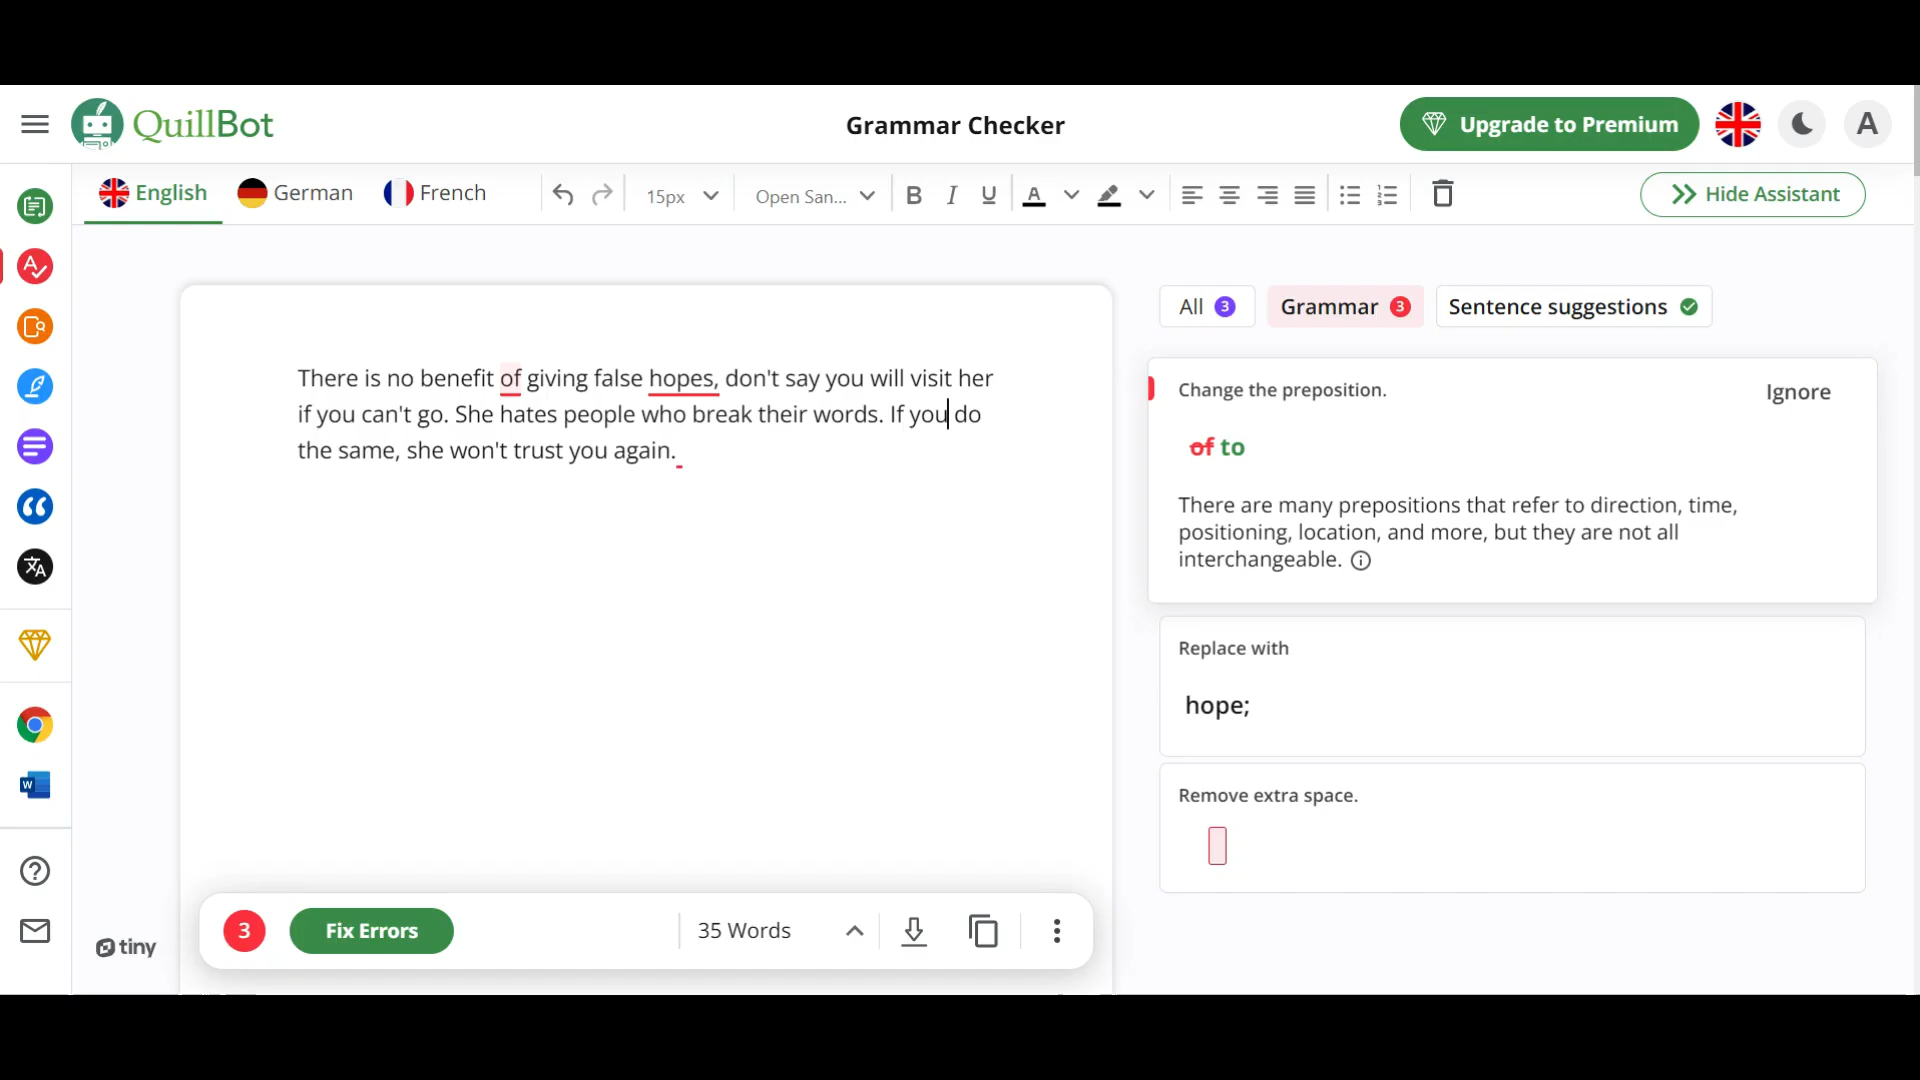 QuillBot
Grammar Checker
Upgrade to Premium
A
English
German
French
15px
Open San...
B
I
U
A
Hide Assistant
All 3
Grammar 3
Sentence suggestions
There is no benefit of giving false hopes, don't say you will visit her
if you can't go. She hates people who break their words. If you do
the same, she won't trust you again.
Change the preposition.
Ignore
of to
There are many prepositions that refer to direction, time,
positioning, location, and more, but they are not all
interchangeable.
Replace with
hope;
Remove extra space.
3
Fix Errors
35 Words
tiny